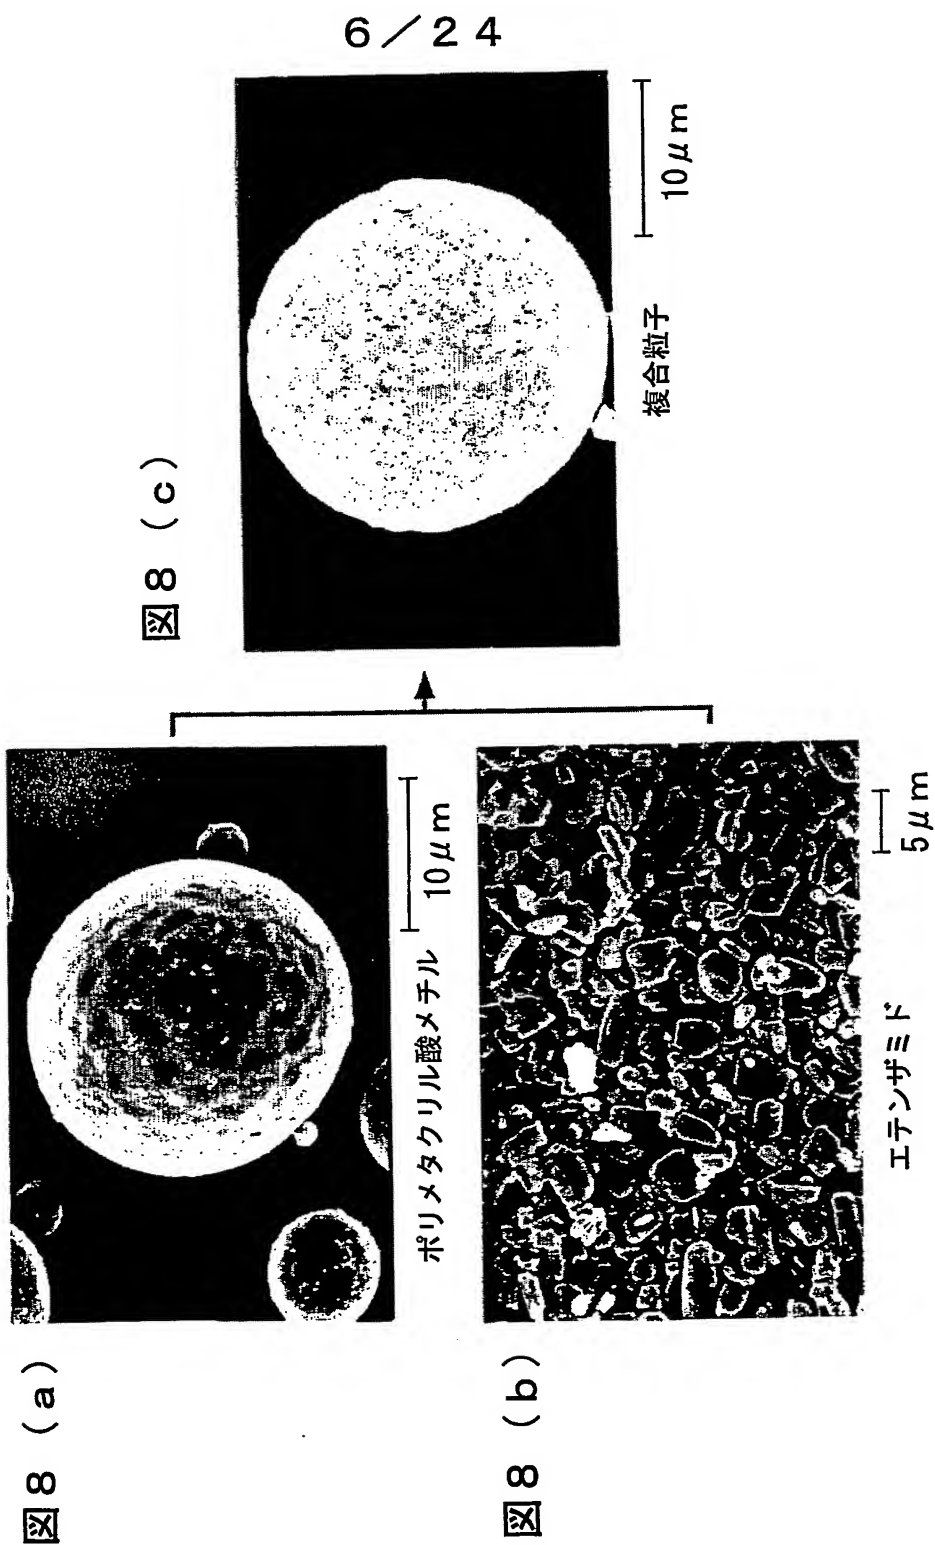 6／24
図8 (a)
10μm
ポリメタクリル酸メチル
図8 (b)
5μm
エテンザミド
図8 (c)
10μm
複合粒子